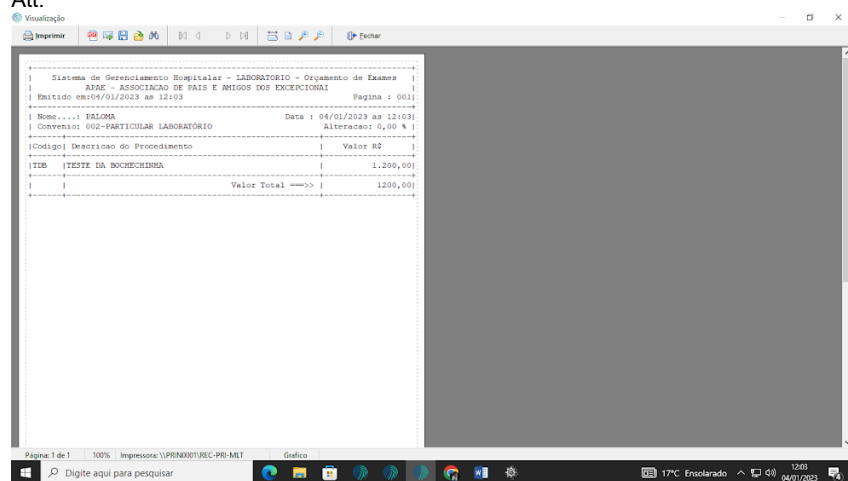 Att.
Visualização
Imprimir
Fechar
Sistema de Gerenciamento Hospitalar - LABORATORIO - Orçamento de Exames
APAE - ASSOCIACAO DE PAIS E AMIGOS DOS EXCEPCIONAI
Emitido em:04/01/2023 as 12:03 Pagina : 001
Nome....: PALOMA Data : 04/01/2023 as 12:03
Convenio: 002-PARTICULAR LABORATÓRIO Alteracao: 0,00 %
Codigo| Descricao do Procedimento | Valor R$
TDB |TESTE DA BOCHECHINHA | 1.200,00
Valor Total ===>> | 1200,00
Página: 1 de 1 100% Impressora: \\PRIN0001\REC-PRI-MLT Grafico
Digite aqui para pesquisar
17°C Ensolarado
12:03
04/01/2023